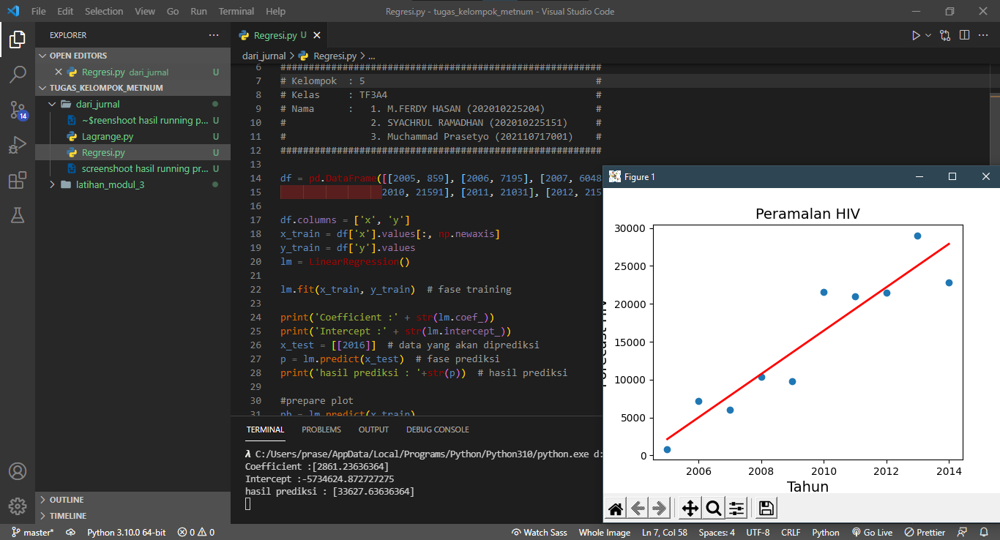 File Edit Selection View Go Run Terminal Help
Regresi.py - tugas_kelompok_metnum - Visual Studio Code
EXPLORER
OPEN EDITORS
Regresi.py dari_jurnal U
TUGAS_KELOMPOK_METNUM
dari_jurnal
~$reenshoot hasil running p... U
Lagrange.py U
Regresi.py U
screenshoot hasil running pr... U
latihan_modul_3
14
OUTLINE
TIMELINE
Regresi.py U
dari_jurnal > Regresi.py > ...
6 #########################################################
7 # Kelompok : 5 #
8 # Kelas : TF3A4 #
9 # Nama : 1. M.FERDY HASAN (202010225204) #
10 # 2. SYACHRUL RAMADHAN (202010225151) #
11 # 3. Muchammad Prasetyo (202110717001) #
12 #########################################################
13
14 df = pd.DataFrame([[2005, 859], [2006, 7195], [2007, 6048
15 2010, 21591], [2011, 21031], [2012, 215
16
17 df.columns = ['x', 'y']
18 x_train = df['x'].values[:, np.newaxis]
19 y_train = df['y'].values
20 lm = LinearRegression()
21
22 lm.fit(x_train, y_train) # fase training
23
24 print('Coefficient :' + str(lm.coef_))
25 print('Intercept :' + str(lm.intercept_))
26 x_test = [[2016]] # data yang akan diprediksi
27 p = lm.predict(x_test) # fase prediksi
28 print('hasil prediksi : '+str(p)) # hasil prediksi
29
30 #prepare plot
31 pb = lm.predict(x_train)
TERMINAL PROBLEMS OUTPUT DEBUG CONSOLE
λ C:/Users/prase/AppData/Local/Programs/Python/Python310/python.exe d:
Coefficient :[2861.23636364]
Intercept :-5734624.872727275
hasil prediksi : [33627.63636364]
Figure 1
Peramalan HIV
30000
25000
20000
15000
10000
5000
0
Forecast HIV
2006 2008 2010 2012 2014
Tahun
master* Python 3.10.0 64-bit 0 0 Watch Sass Whole Image Ln 7, Col 58 Spaces: 4 UTF-8 CRLF Python Go Live Prettier